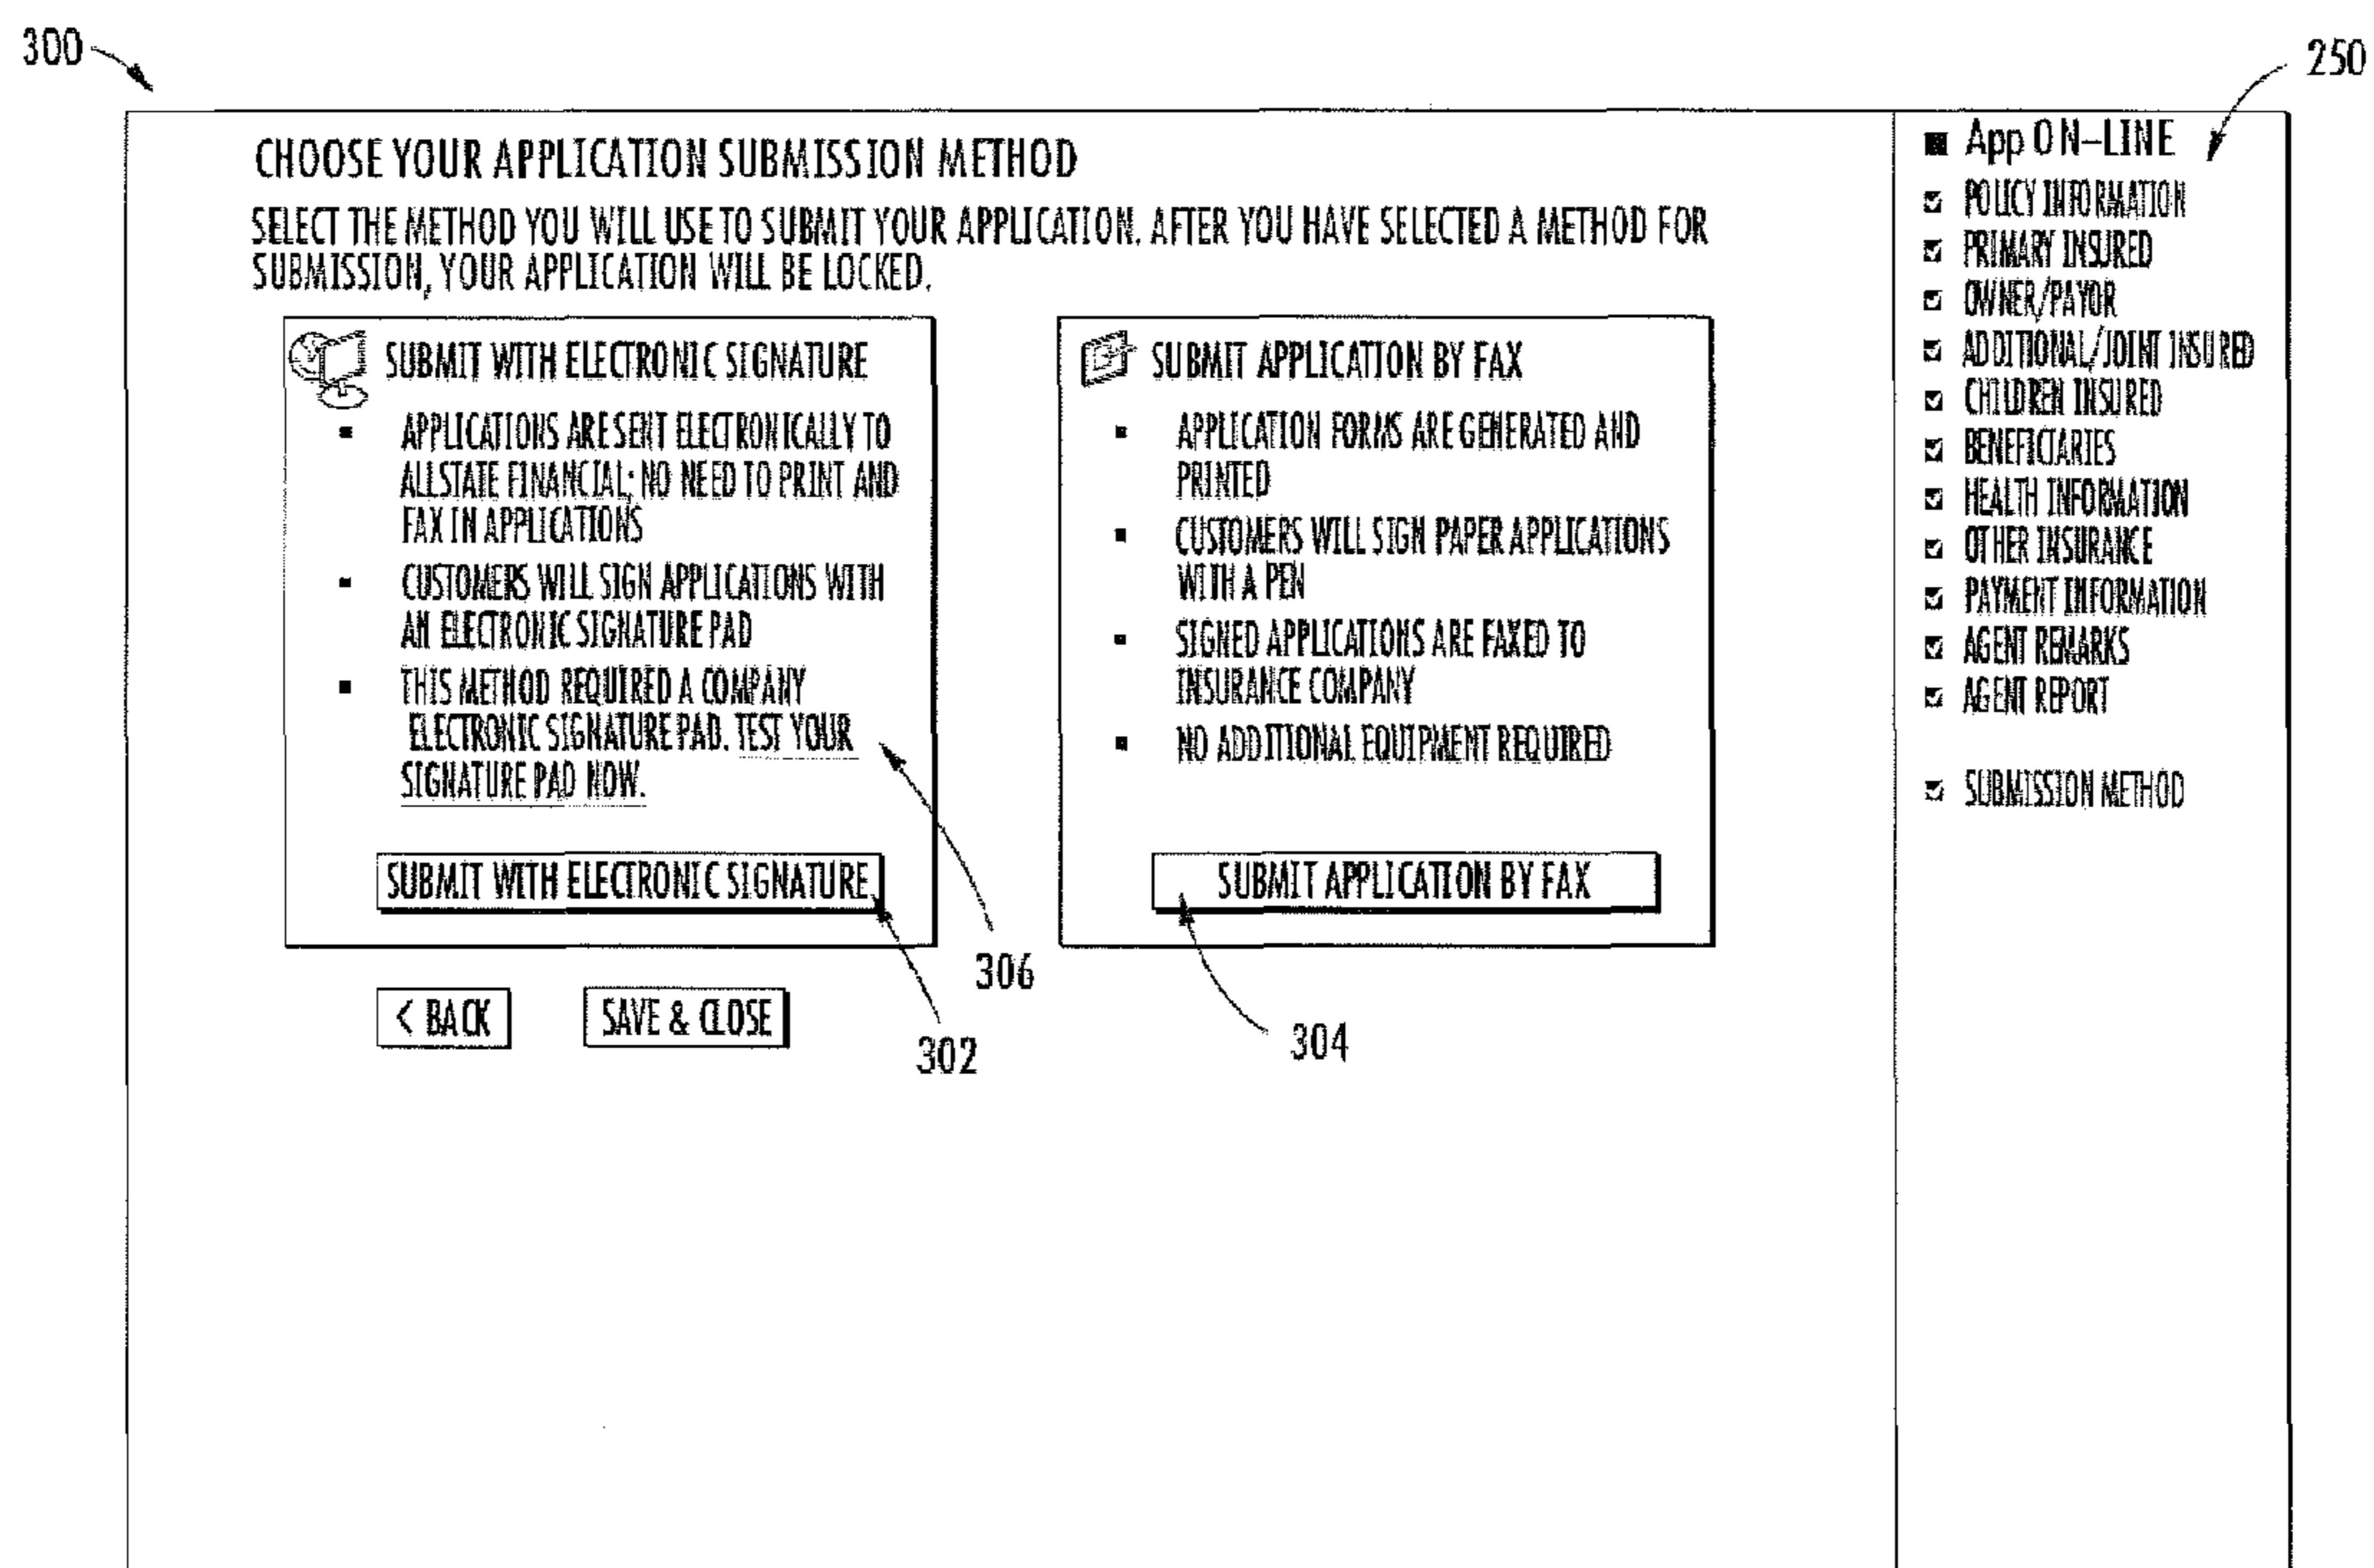 300
250
CHOOSE YOUR APPLICATION SUBMISSION METHOD
SELECT THE METHOD YOU WILL USE TO SUBMIT YOUR APPLICATION. AFTER YOU HAVE SELECTED A METHOD FOR
SUBMISSION, YOUR APPLICATION WILL BE LOCKED.
SUBMIT WITH ELECTRONIC SIGNATURE
APPLICATIONS ARE SENT ELECTRONICALLY TO
ALLSTATE FINANCIAL; NO NEED TO PRINT AND
FAX IN APPLICATIONS
CUSTOMERS WILL SIGN APPLICATIONS WITH
AN ELECTRONIC SIGNATURE PAD
THIS METHOD REQUIRED A COMPANY
ELECTRONIC SIGNATURE PAD. TEST YOUR
SIGNATURE PAD NOW.
SUBMIT WITH ELECTRONIC SIGNATURE
SUBMIT APPLICATION BY FAX
APPLICATION FORMS ARE GENERATED AND
PRINTED
CUSTOMERS WILL SIGN PAPER APPLICATIONS
WITH A PEN
SIGNED APPLICATIONS ARE FAXED TO
INSURANCE COMPANY
NO ADDITIONAL EQUIPMENT REQUIRED
SUBMIT APPLICATION BY FAX
306
< BACK
SAVE & CLOSE
302
304
App ON-LINE
POLICY INFORMATION
PRIMARY INSURED
OWNER/PAYOR
ADDITIONAL/JOINT INSURED
CHILDREN INSURED
BENEFICIARIES
HEALTH INFORMATION
OTHER INSURANCE
PAYMENT INFORMATION
AGENT REMARKS
AGENT REPORT
SUBMISSION METHOD